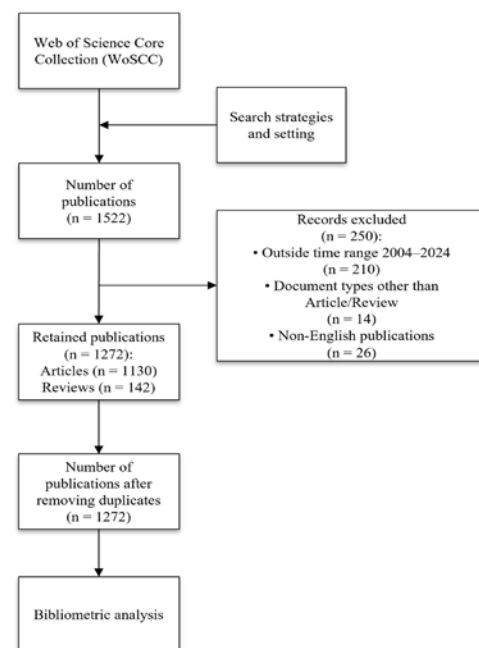 Web of Science Core
Collection (WoSCC)
Search strategies
and setting
Number of
publications
(n = 1522)
Records excluded
(n = 250):
• Outside time range 2004–2024
(n = 210)
• Document types other than
Article/Review
(n = 14)
• Non-English publications
(n = 26)
Retained publications
(n = 1272):
Articles (n = 1130)
Reviews (n = 142)
Number of
publications after
removing duplicates
(n = 1272)
Bibliometric analysis